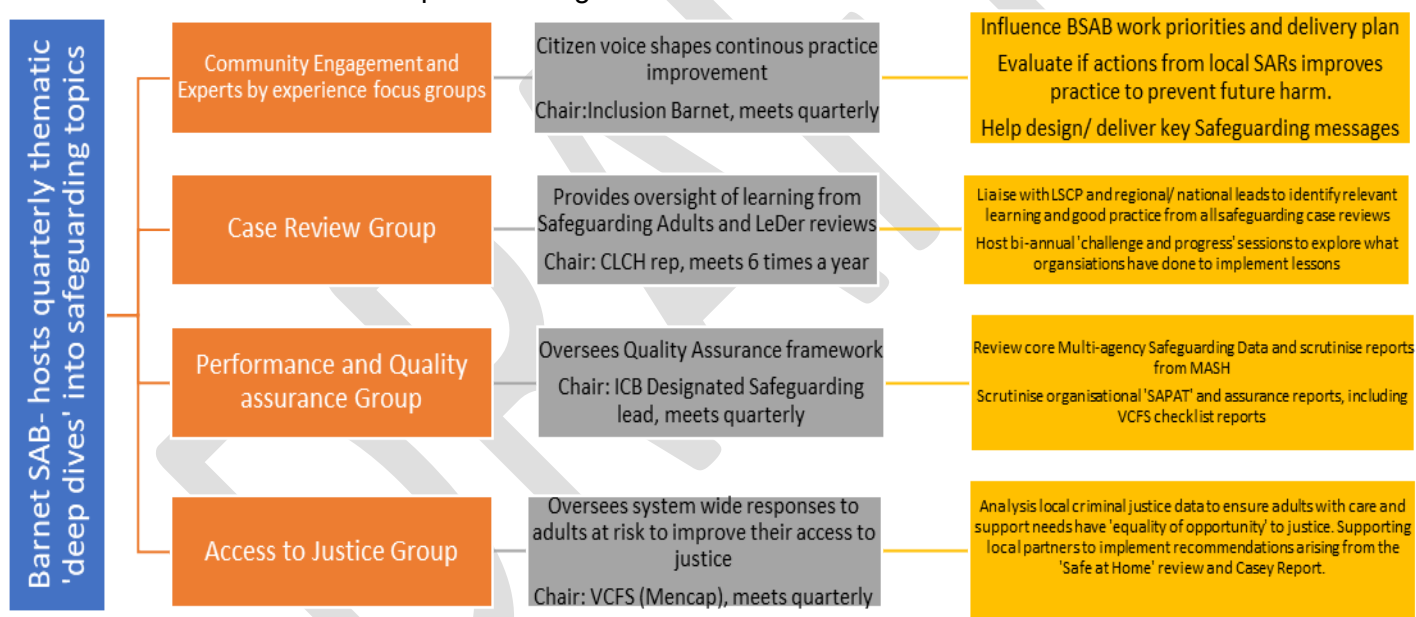 Barnet SAB- hosts quarterly thematic
'deep dives' into safeguarding topics
Community Engagement and
Experts by experience focus groups
Citizen voice shapes continous practice
improvement
Chair:Inclusion Barnet, meets quarterly
Influence BSAB work priorities and delivery plan
Evaluate if actions from local SARs improves
practice to prevent future harm.
Help design/ deliver key Safeguarding messages
Case Review Group
Provides oversight of learning from
Safeguarding Adults and LeDer reviews
Chair: CLCH rep, meets 6 times a year
Liaise with LSCP and regional/ national leads to identify relevant
learning and good practice from all safeguarding case reviews
Host bi-annual 'challenge and progress' sessions to explore what
organsiations have done to implement lessons
Performance and Quality
assurance Group
Oversees Quality Assurance framework
Chair: ICB Designated Safeguarding
lead, meets quarterly
Review core Multi-agency Safeguarding Data and scrutinise reports
from MASH
Scrutinise organisational 'SAPAT' and assurance reports, including
VCFS checklist reports
Access to Justice Group
Oversees system wide responses to
adults at risk to improve their access to
justice
Chair: VCFS (Mencap), meets quarterly
Analysis local criminal justice data to ensure adults with care and
support needs have 'equality of opportunity' to justice. Supporting
local partners to implement recommendations arising from the
'Safe at Home' review and Casey Report.